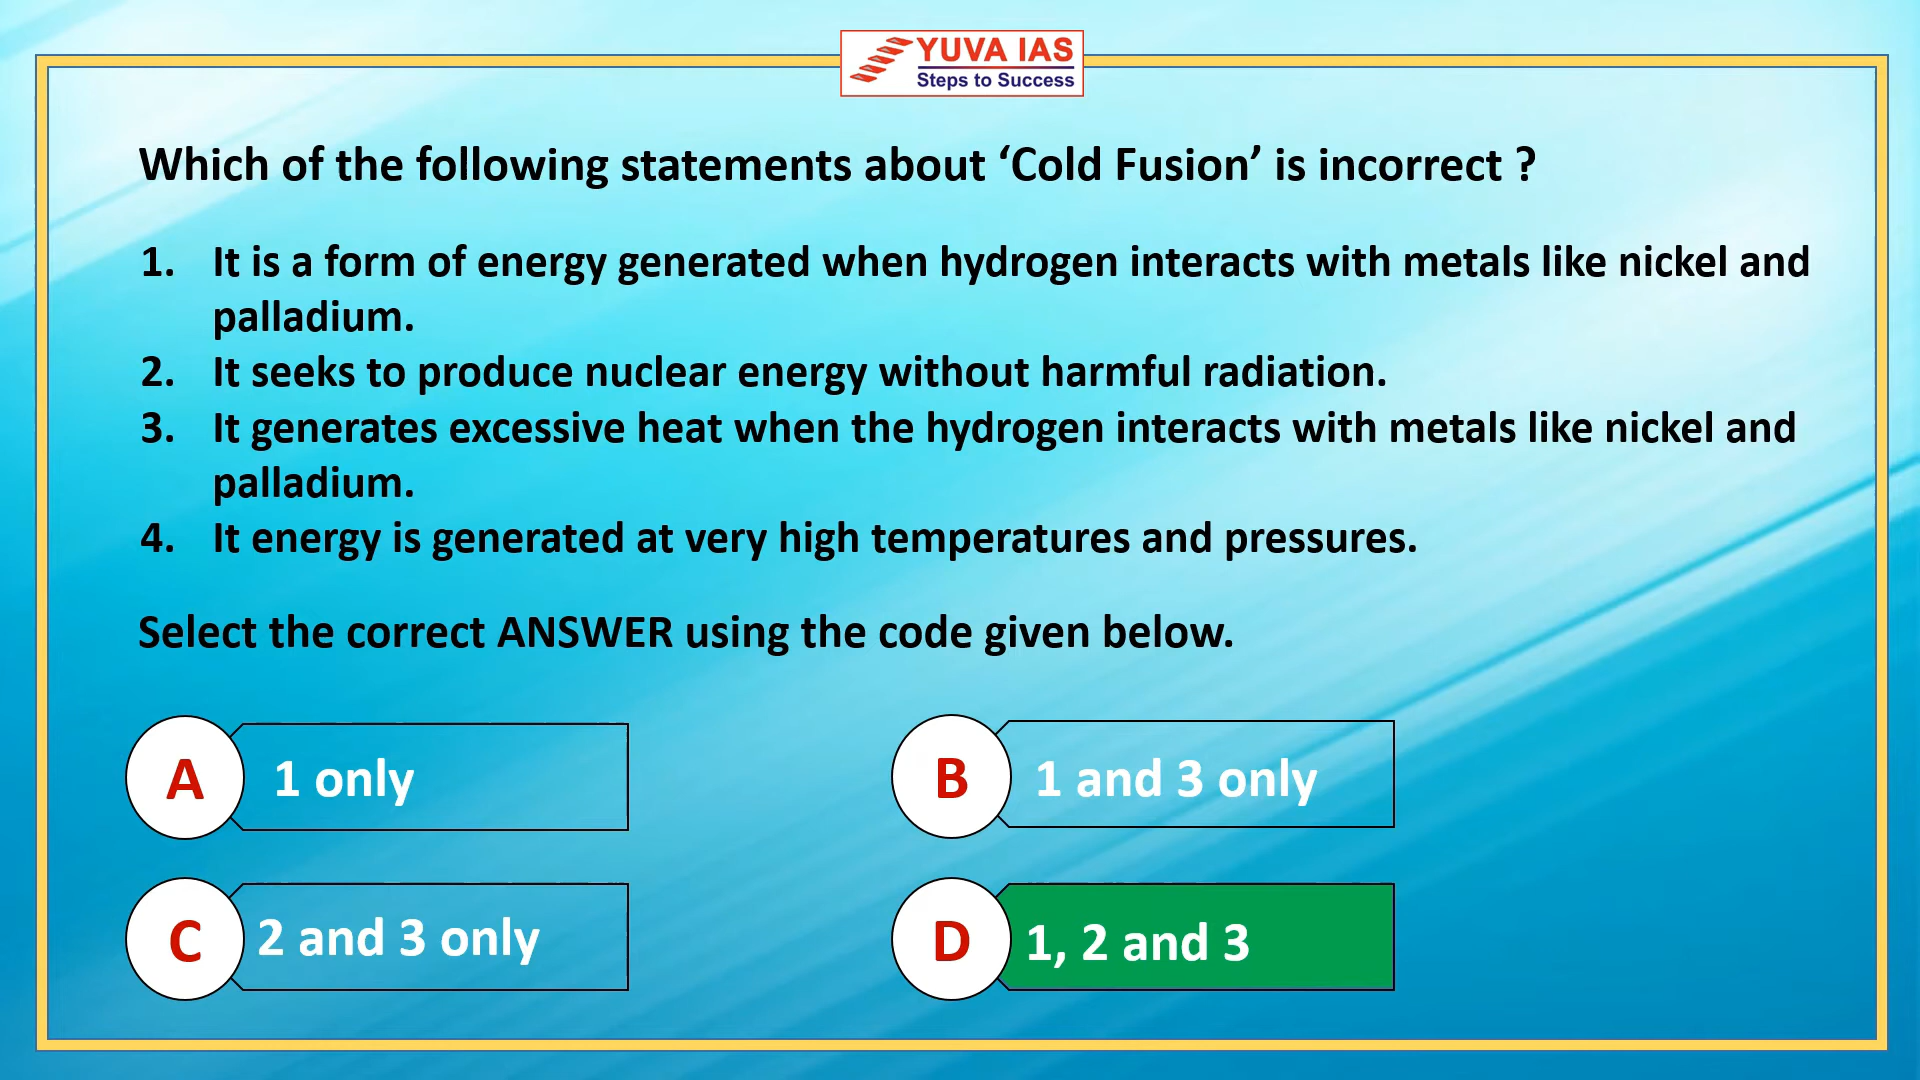 YUVA IAS
Steps to Success
Which of the following statements about ‘Cold Fusion’ is incorrect ?
1. It is a form of energy generated when hydrogen interacts with metals like nickel and
palladium.
2. It seeks to produce nuclear energy without harmful radiation.
3. It generates excessive heat when the hydrogen interacts with metals like nickel and
palladium.
4. It energy is generated at very high temperatures and pressures.
Select the correct ANSWER using the code given below.
A 1 only
B 1 and 3 only
C 2 and 3 only
D 1, 2 and 3